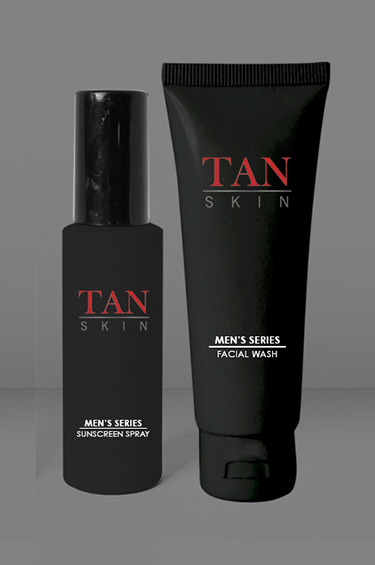 TAN
SKIN
MEN'S SERIES
SUNSCREEN SPRAY
TAN
SKIN
MEN'S SERIES
FACIAL WASH